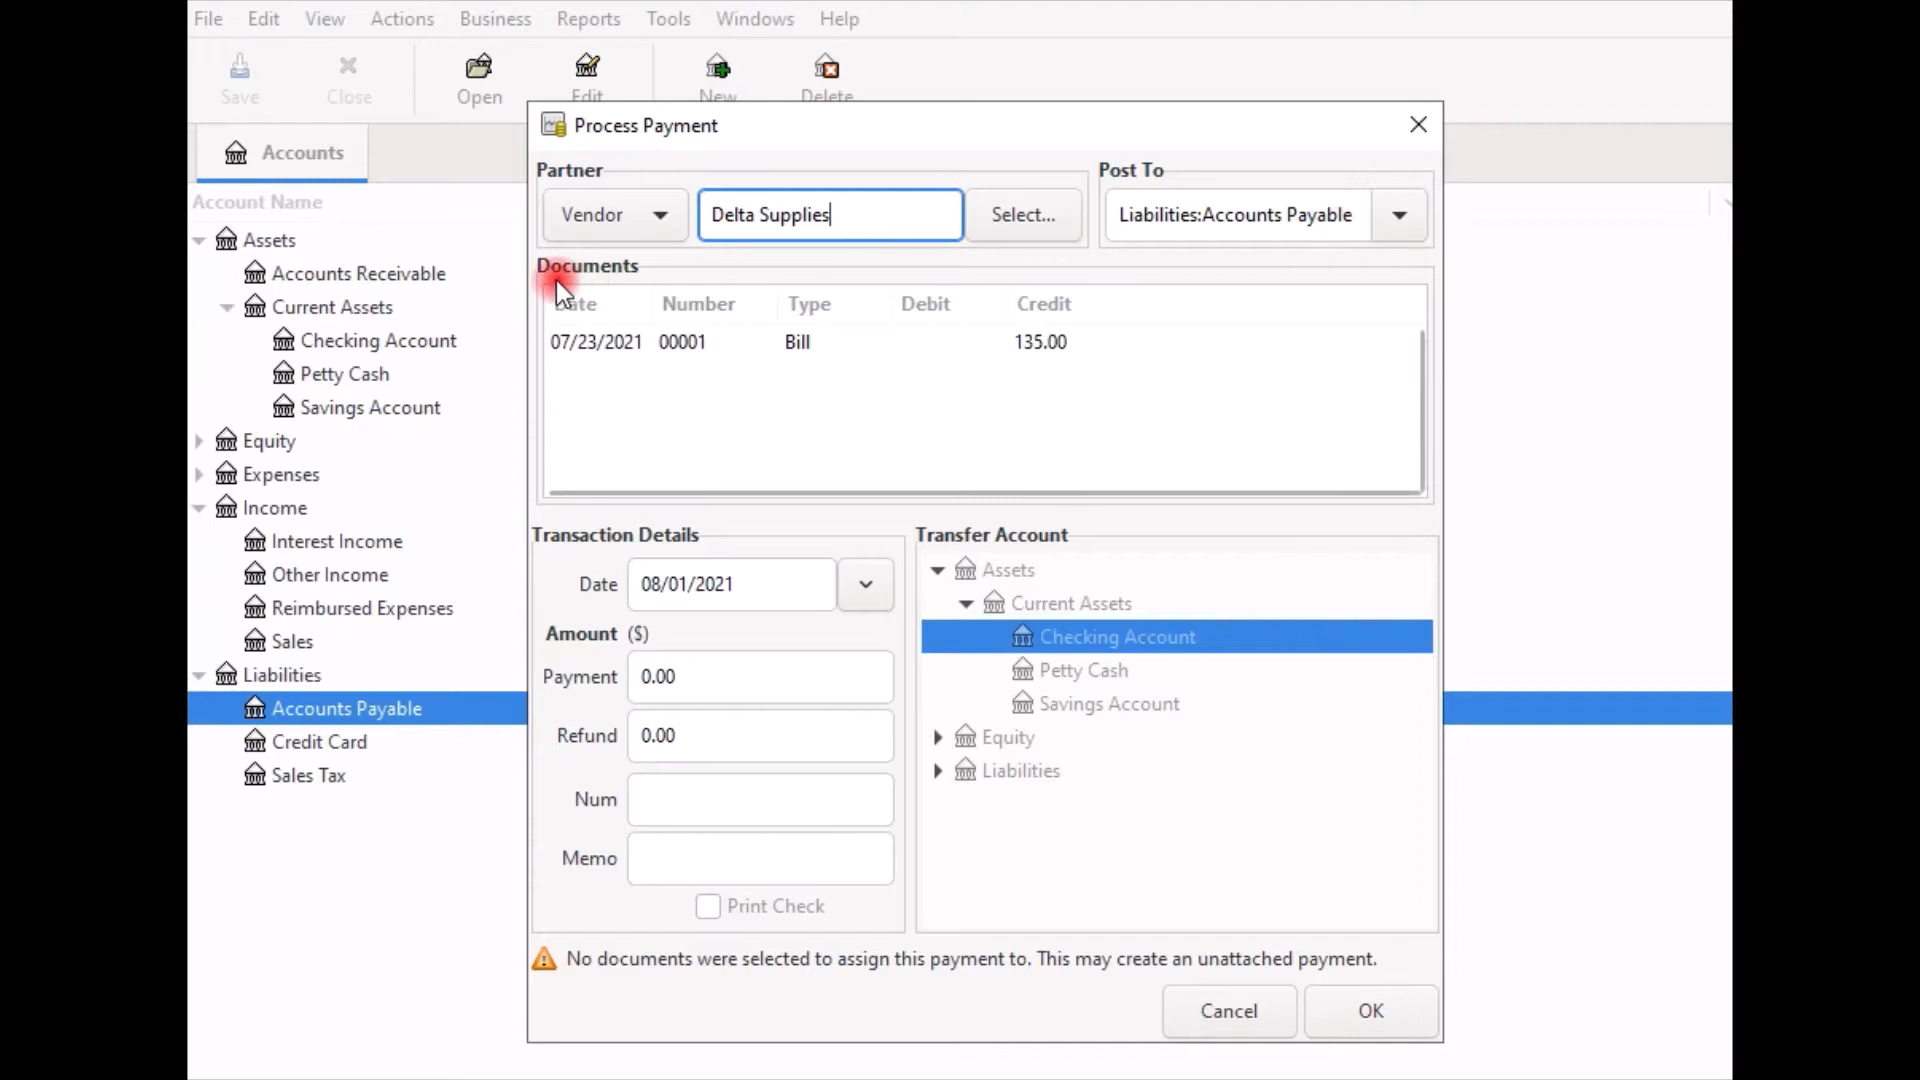 File Edit View Actions Business Reports Tools Windows Help
Save Close Open Edit New Delete
Process Payment
Accounts
Partner Post To
Vendor Delta Supplies Select... Liabilities:Accounts Payable
Account Name
Assets
Accounts Receivable
Current Assets
Checking Account
Petty Cash
Savings Account
Equity
Expenses
Income
Interest Income
Other Income
Reimbursed Expenses
Sales
Liabilities
Accounts Payable
Credit Card
Sales Tax
Documents
Date Number Type Debit Credit
07/23/2021 00001 Bill 135.00
Transaction Details
Date 08/01/2021
Amount ($)
Payment 0.00
Refund 0.00
Num
Memo
Print Check
Transfer Account
Assets
Current Assets
Checking Account
Petty Cash
Savings Account
Equity
Liabilities
No documents were selected to assign this payment to. This may create an unattached payment.
Cancel OK